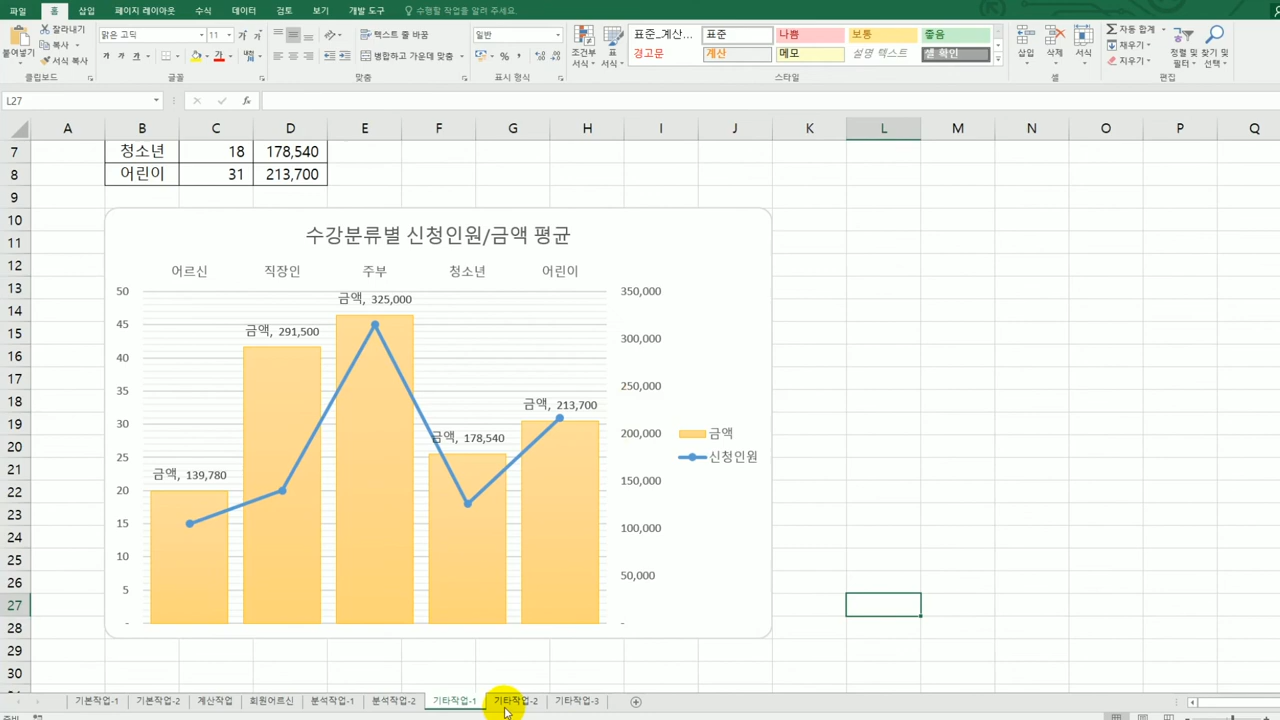 파일 홈 삽입 페이지 레이아웃 수식 데이터 검토 보기 개발 도구 수행할 작업을 알려 주세요.
붙여넣기 잘라내기 복사 서식 복사 클립보드
맑은 고딕 11 가 가 가 가 가 글꼴
텍스트 줄 바꿈 병합하고 가운데 맞춤 맞춤
일반 % 표시 형식
조건부 서식 표 서식
표준_계산... 표준 나쁨 보통 좋음
경고문 계산 메모 설명 텍스트 셀 확인
스타일
삽입 삭제 서식 셀
자동 합계 채우기 지우기 정렬 및 필터 찾기 및 선택 편집
L27 fx
A B C D E F G H I J K L M N O P Q
7 청소년 18 178,540
8 어린이 31 213,700
9
10
11
12
13
14
15
16
17
18
19
20
21
22
23
24
25
26
27
28
29
30
수강분류별 신청인원/금액 평균
어르신 직장인 주부 청소년 어린이
50 350,000
금액, 325,000
45
금액, 291,500
300,000
40
35
250,000
금액, 213,700
30
200,000
금액
금액, 178,540
25
신청인원
금액, 139,780
150,000
20
15
100,000
10
50,000
5
- -
기본작업-1 기본작업-2 계산작업 회원어르신 분석작업-1 분석작업-2 기타작업-1 기타작업-2 기타작업-3
준비